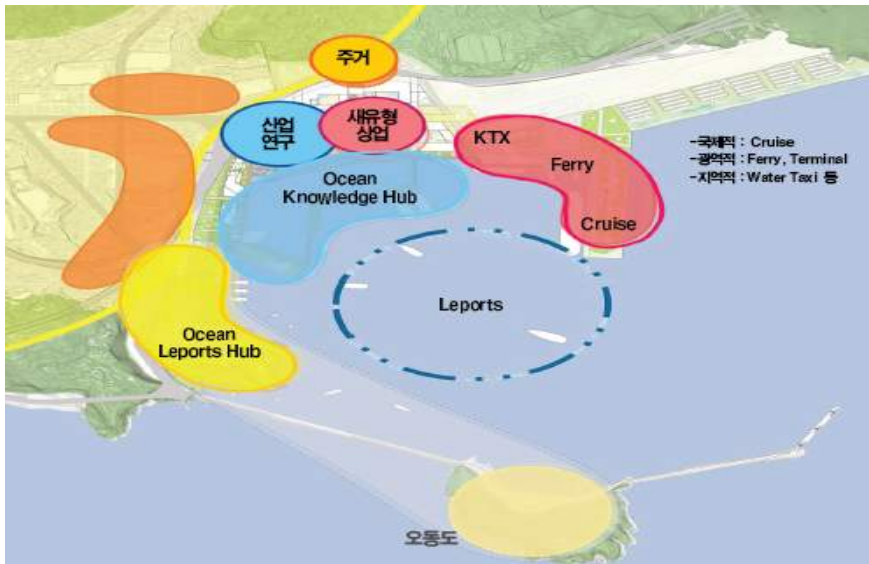 주거
산업
연구
새유형
상업
KTX
Ferry
Cruise
-국제적 : Cruise
-광역적 : Ferry, Terminal
-지역적 : Water Taxi 등
Ocean
Knowledge Hub
Leports
Ocean
Leports Hub
오동도